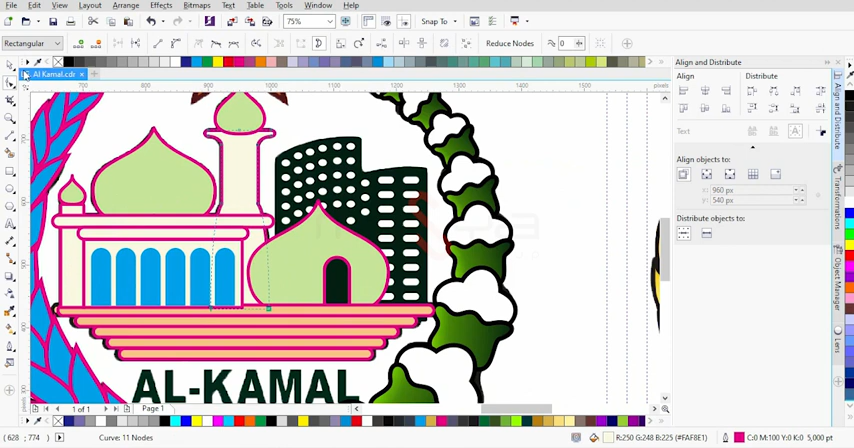 File Edit View Layout Arrange Effects Bitmaps Text Table Tools Window Help
75% Snap To
Rectangular Reduce Nodes 0
Al Kamal.cdr
Align and Distribute
Align Distribute
Text
Align objects to:
x: 960 px
y: 540 px
Distribute objects to:
Align and Distribute
Transformations
Object Manager
Lens
700 800 900 1000 1100 1200 1300 1400 1500 pixels
AL-KAMAL
1 of 1 Page 1
(628 ;774 ) Curve: 11 Nodes R:250 G:248 B:225 (#FAF8E1) C:0 M:100 Y:0 K:0 5,000 pt